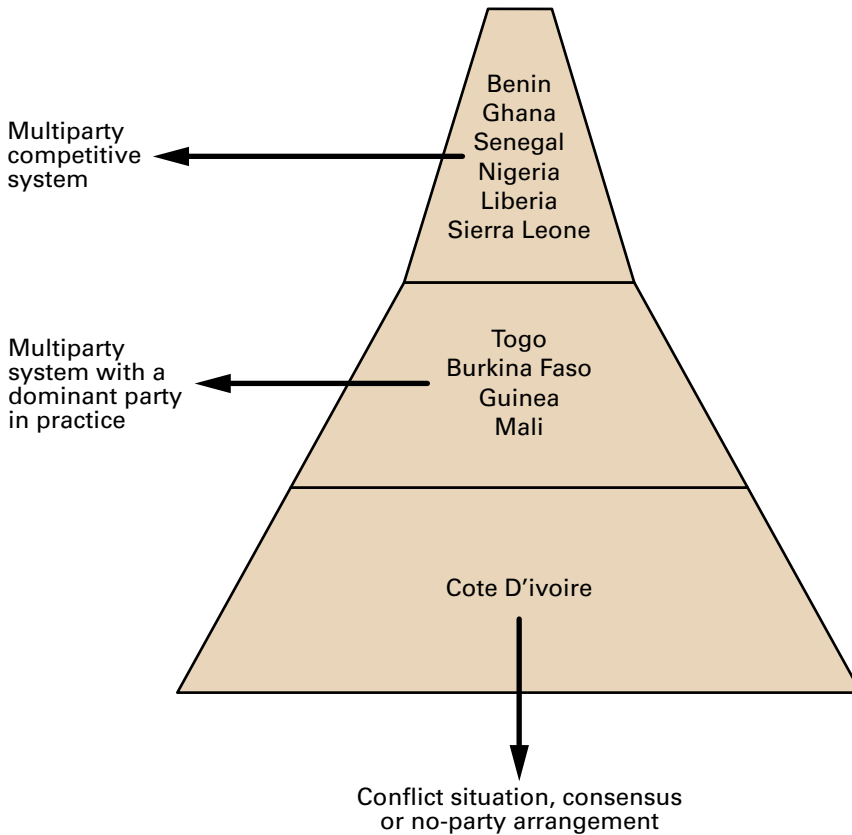 Benin
Ghana
Senegal
Nigeria
Liberia
Sierra Leone
Multiparty
competitive
system
Togo
Burkina Faso
Guinea
Mali
Multiparty
system with a
dominant party
in practice
Cote D'ivoire
Conflict situation, consensus
or no-party arrangement